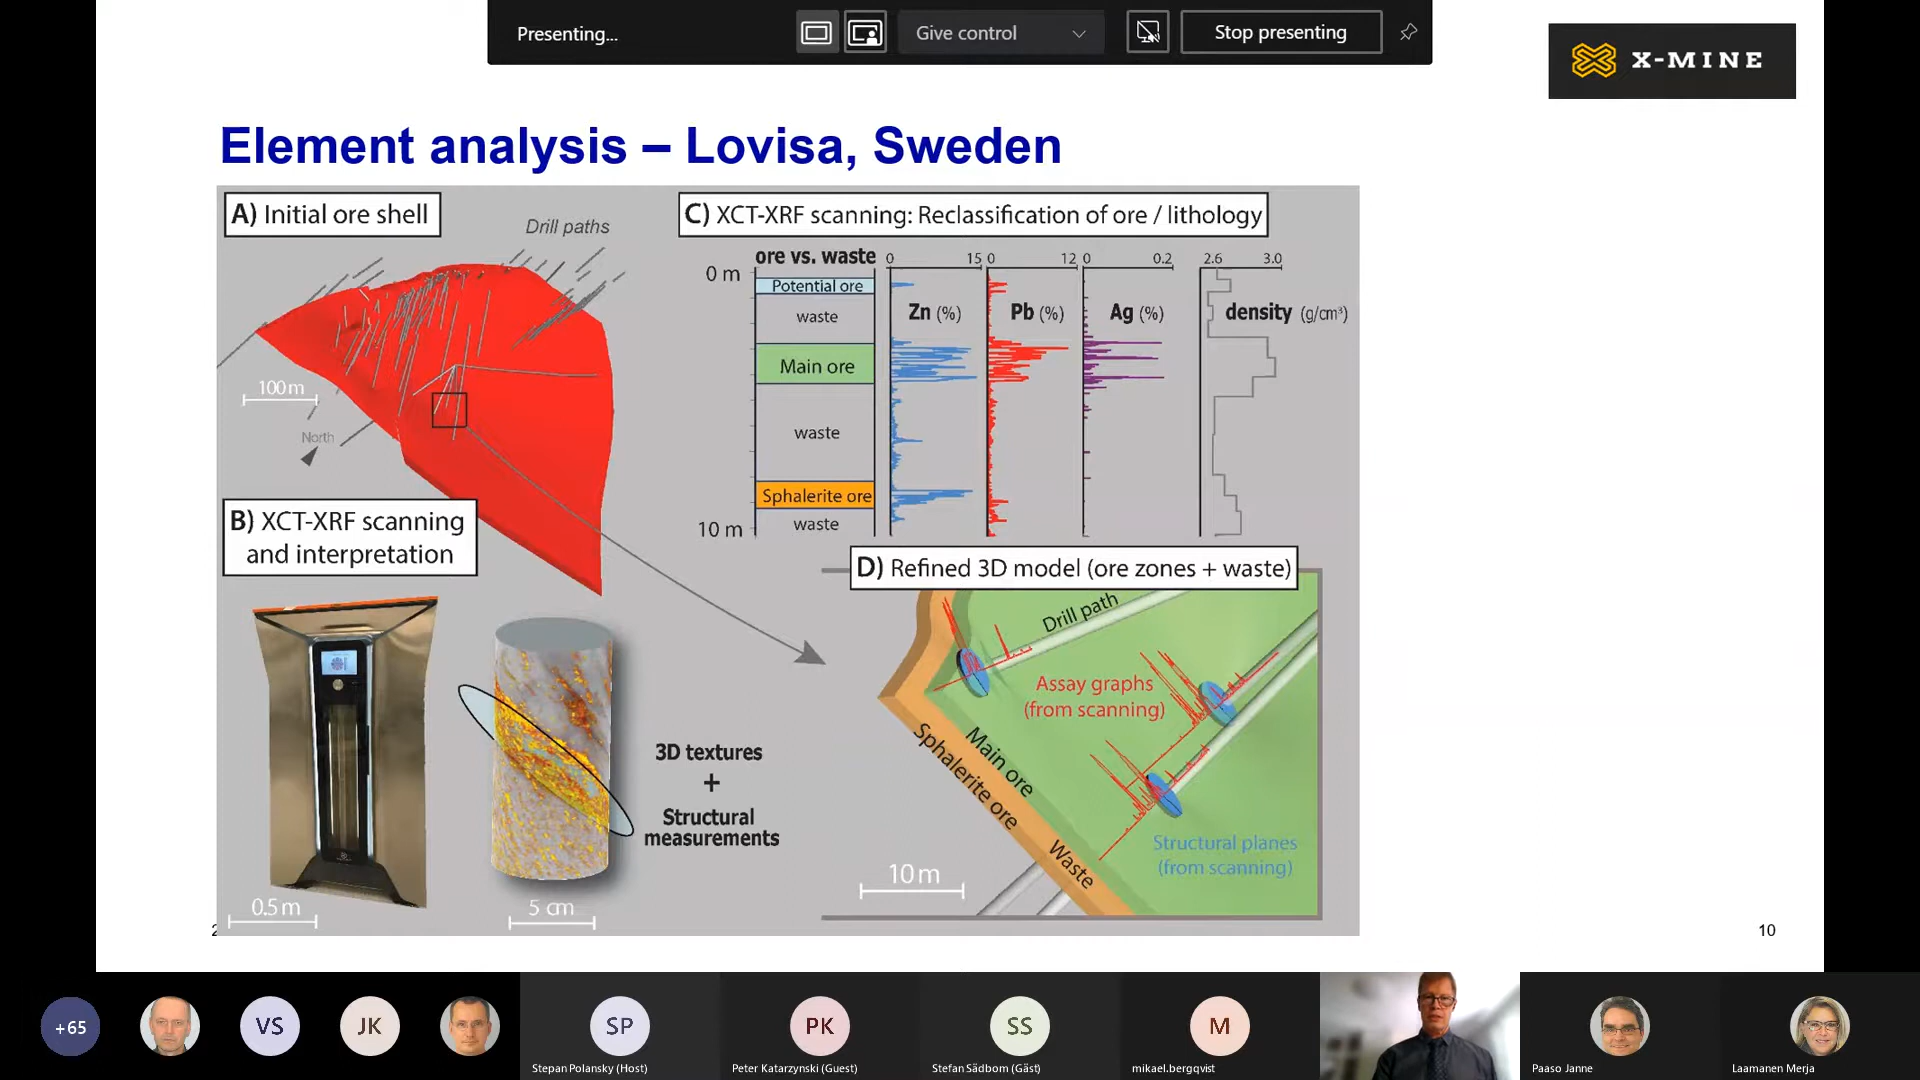 Presenting...
Give control
Stop presenting
X-MINE
Element analysis – Lovisa, Sweden
A) Initial ore shell
Drill paths
100 m
North
B) XCT-XRF scanning
and interpretation
0.5 m
5 cm
3D textures
+
Structural
measurements
C) XCT-XRF scanning: Reclassification of ore / lithology
ore vs. waste
0 15 0 12 0 0.2 2.6 3.0
0 m
Potential ore
waste
Zn (%) Pb (%) Ag (%) density (g/cm³)
Main ore
waste
Sphalerite ore
waste
10 m
D) Refined 3D model (ore zones + waste)
Drill path
Assay graphs
(from scanning)
Main ore
Sphalerite ore
Waste
Structural planes
(from scanning)
10 m
10
+65
VS
JK
SP
PK
SS
M
Stepan Polansky (Host)
Peter Katarzynski (Guest)
Stefan Sädbom (Gäst)
mikael.bergqvist
Paaso Janne
Laamanen Merja